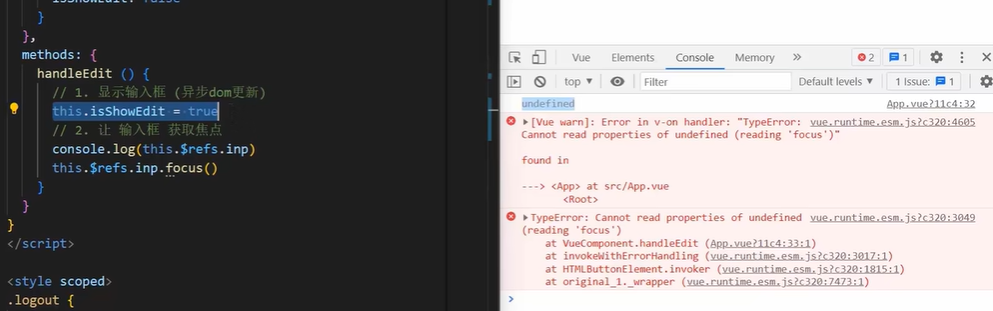 isShowEdit: false
}
},
methods: {
handleEdit () {
// 1. 显示输入框 (异步dom更新)
this.isShowEdit = true
// 2. 让 输入框 获取焦点
console.log(this.$refs.inp)
this.$refs.inp.focus()
}
}
}
</script>
<style scoped>
.logout {
Vue Elements Console Memory » 2 1
top Filter Default levels 1 Issue: 1
undefined App.vue?11c4:32
[Vue warn]: Error in v-on handler: "TypeError: vue.runtime.esm.js?c320:4605
Cannot read properties of undefined (reading 'focus')"
found in
---> <App> at src/App.vue
<Root>
TypeError: Cannot read properties of undefined vue.runtime.esm.js?c320:3049
(reading 'focus')
at VueComponent.handleEdit (App.vue?11c4:33:1)
at invokeWithErrorHandling (vue.runtime.esm.js?c320:3017:1)
at HTMLButtonElement.invoker (vue.runtime.esm.js?c320:1815:1)
at original_1._wrapper (vue.runtime.esm.js?c320:7473:1)
>